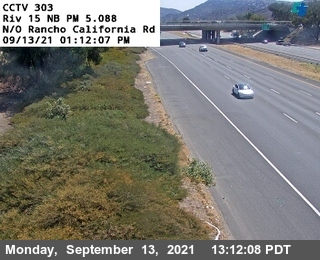 CCTV 303
Riv 15 NB PM 5.088
N/O Rancho California Rd
09/13/21 01:12:07 PM
Monday, September 13, 2021 13:12:08 PDT